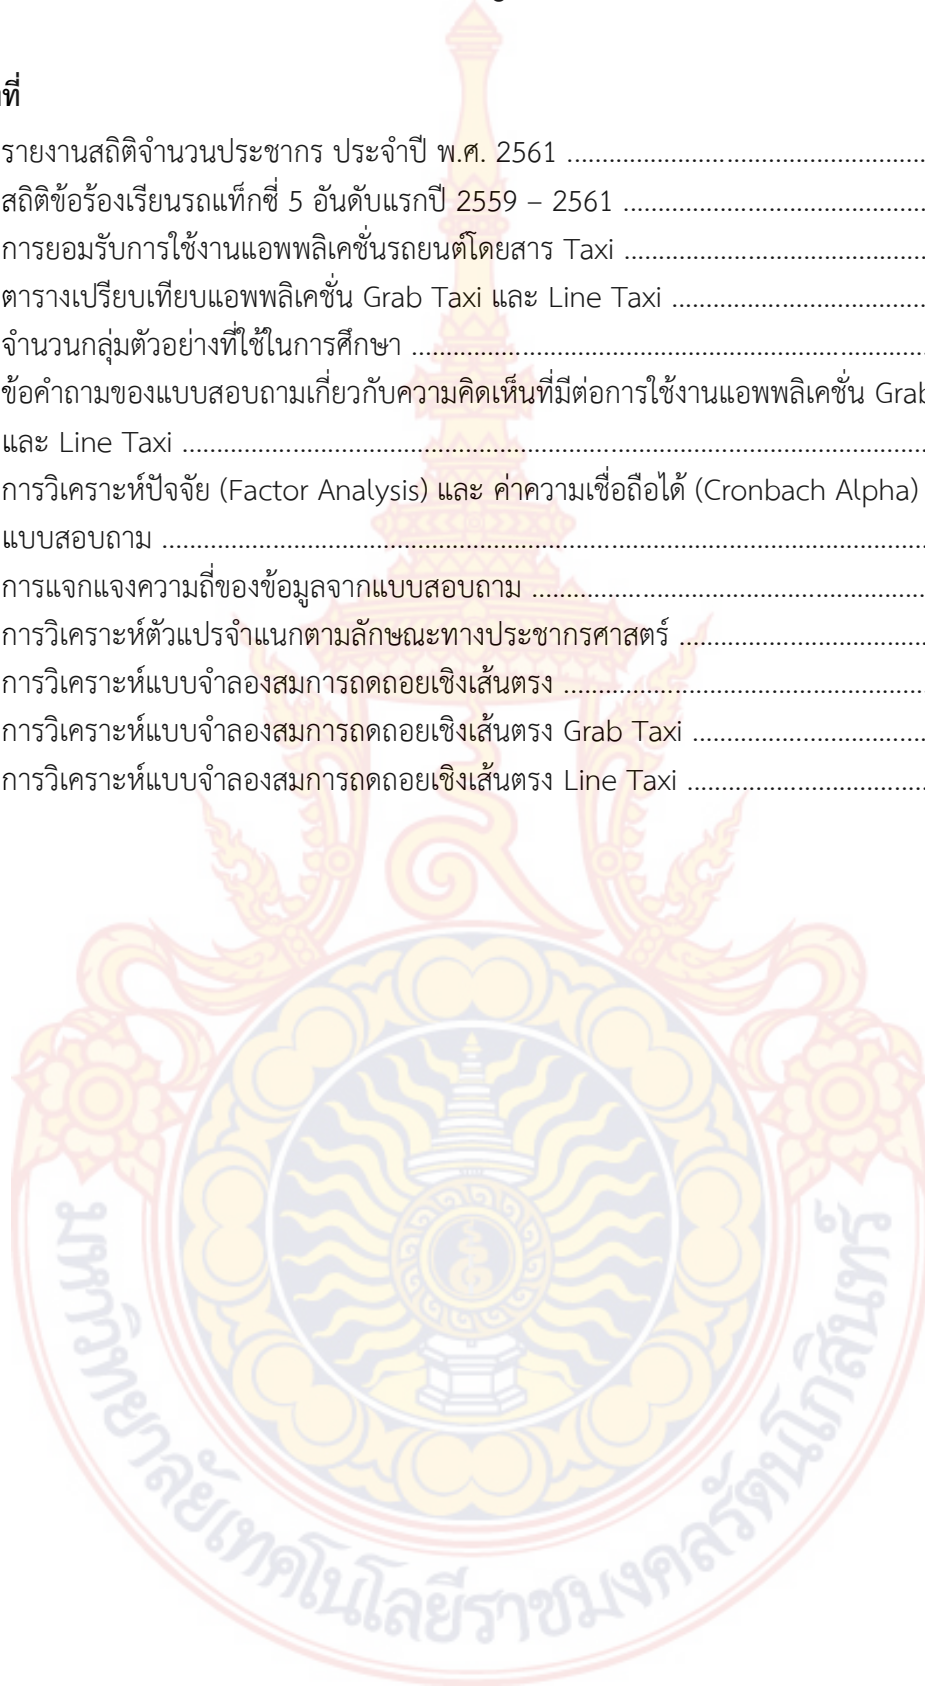 ที่
รายงานสถิติจำนวนประชากร ประจำปี พ.ศ. 2561 ........................................
สถิติข้อร้องเรียนรถแท็กซี่ 5 อันดับแรกปี 2559 – 2561 ........................................
การยอมรับการใช้งานแอพพลิเคชั่นรถยนต์โดยสาร Taxi ........................................
ตารางเปรียบเทียบแอพพลิเคชั่น Grab Taxi และ Line Taxi ........................................
จำนวนกลุ่มตัวอย่างที่ใช้ในการศึกษา ........................................
ข้อคำถามของแบบสอบถามเกี่ยวกับความคิดเห็นที่มีต่อการใช้งานแอพพลิเคชั่น Grab
และ Line Taxi ........................................
การวิเคราะห์ปัจจัย (Factor Analysis) และ ค่าความเชื่อถือได้ (Cronbach Alpha)
แบบสอบถาม ........................................
การแจกแจงความถี่ของข้อมูลจากแบบสอบถาม ........................................
การวิเคราะห์ตัวแปรจำแนกตามลักษณะทางประชากรศาสตร์ ........................................
การวิเคราะห์แบบจำลองสมการถดถอยเชิงเส้นตรง ........................................
การวิเคราะห์แบบจำลองสมการถดถอยเชิงเส้นตรง Grab Taxi ........................................
การวิเคราะห์แบบจำลองสมการถดถอยเชิงเส้นตรง Line Taxi ........................................
มหาวิทยาลัยเทคโนโลยีราชมงคลรัตนโกสินทร์